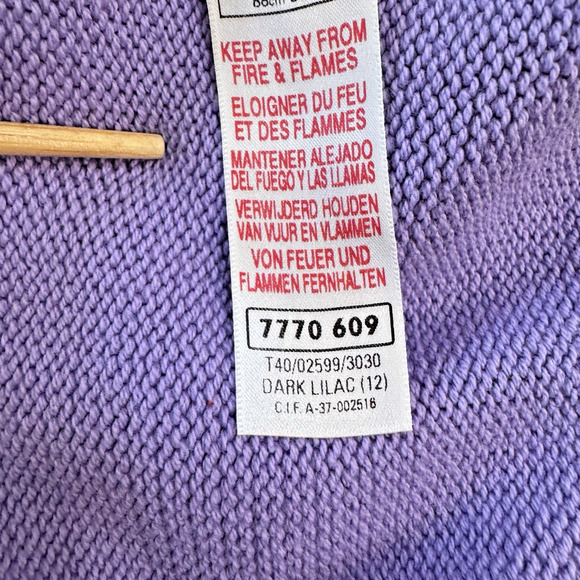 KEEP AWAY FROM
FIRE & FLAMES
ELOIGNER DU FEU
ET DES FLAMMES
MANTENER ALEJADO
DEL FUEGO Y LAS LLAMAS
VERWIJDERD HOUDEN
VAN VUUR EN VLAMMEN
VON FEUER UND
FLAMMEN FERNHALTEN
7770 609
T40/02599/3030
DARK LILAC (12)
C.I.F. A-37-002516